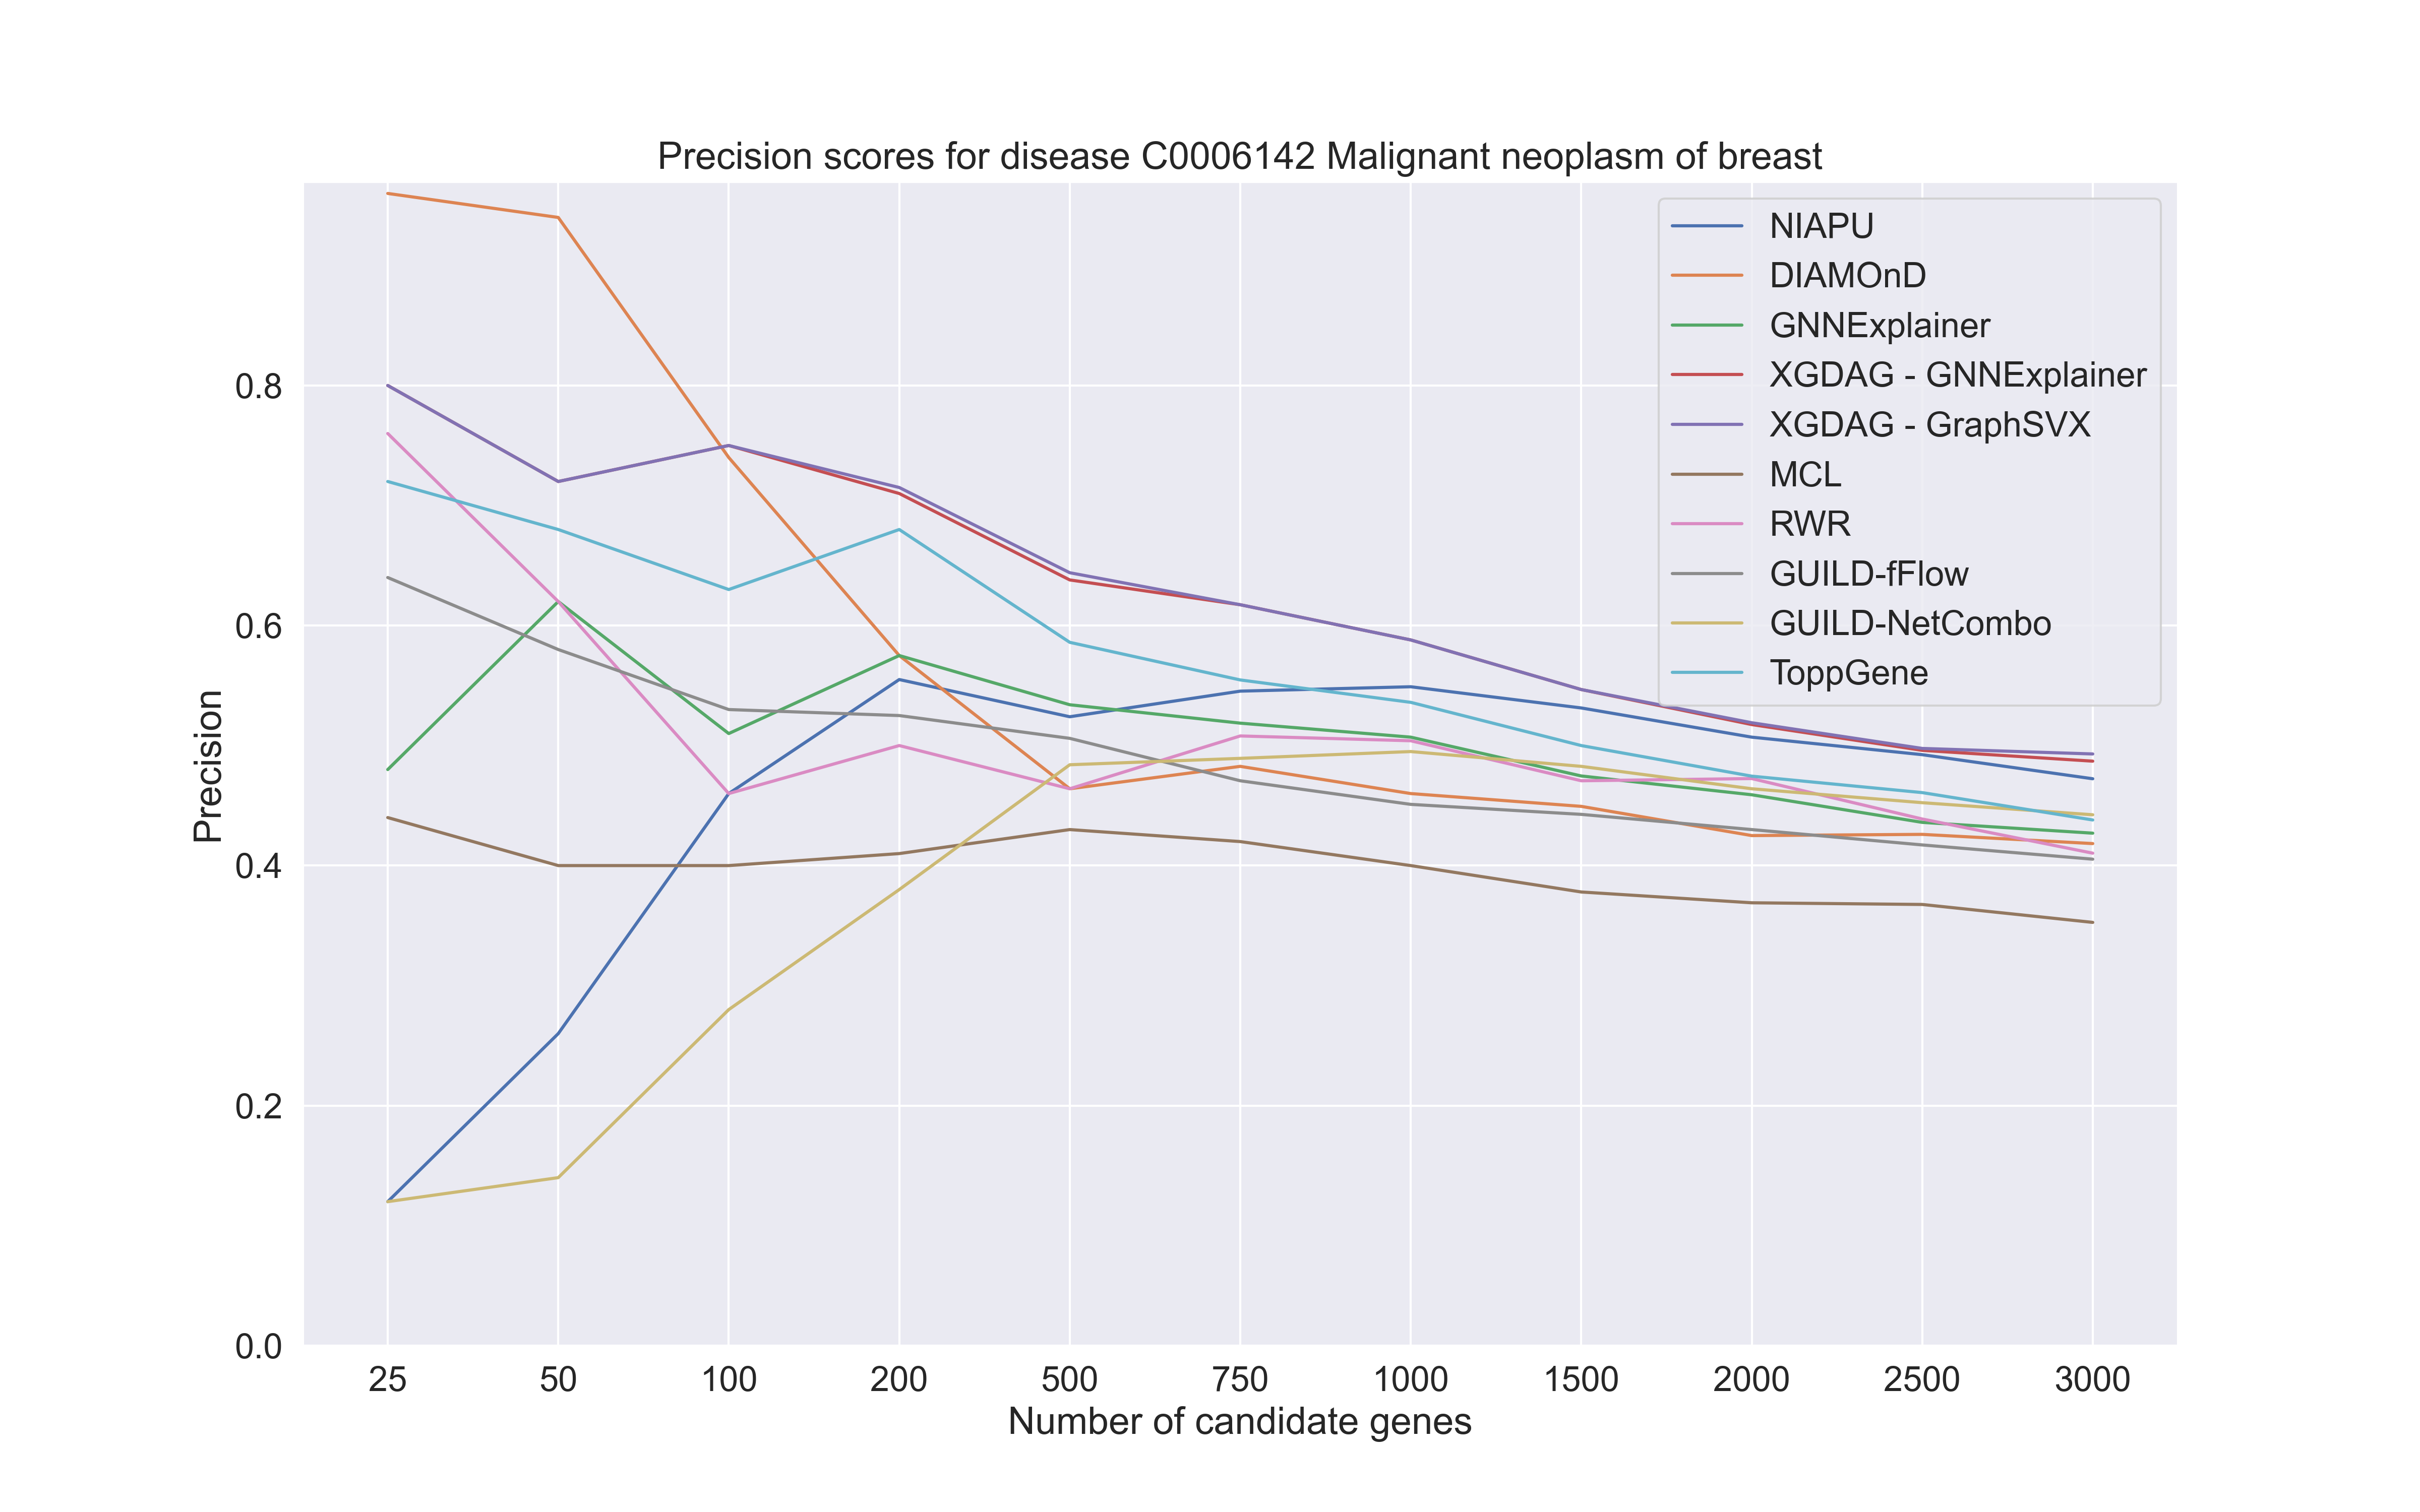 Precision scores for disease C0006142 Malignant neoplasm of breast
NIAPU
DIAMOnD
GNNExplainer
XGDAG - GNNExplainer
XGDAG - GraphSVX
MCL
RWR
GUILD-fFlow
GUILD-NetCombo
ToppGene
Precision
0.8
0.6
0.4
0.2
0.0
25 50 100 200 500 750 1000 1500 2000 2500 3000
Number of candidate genes